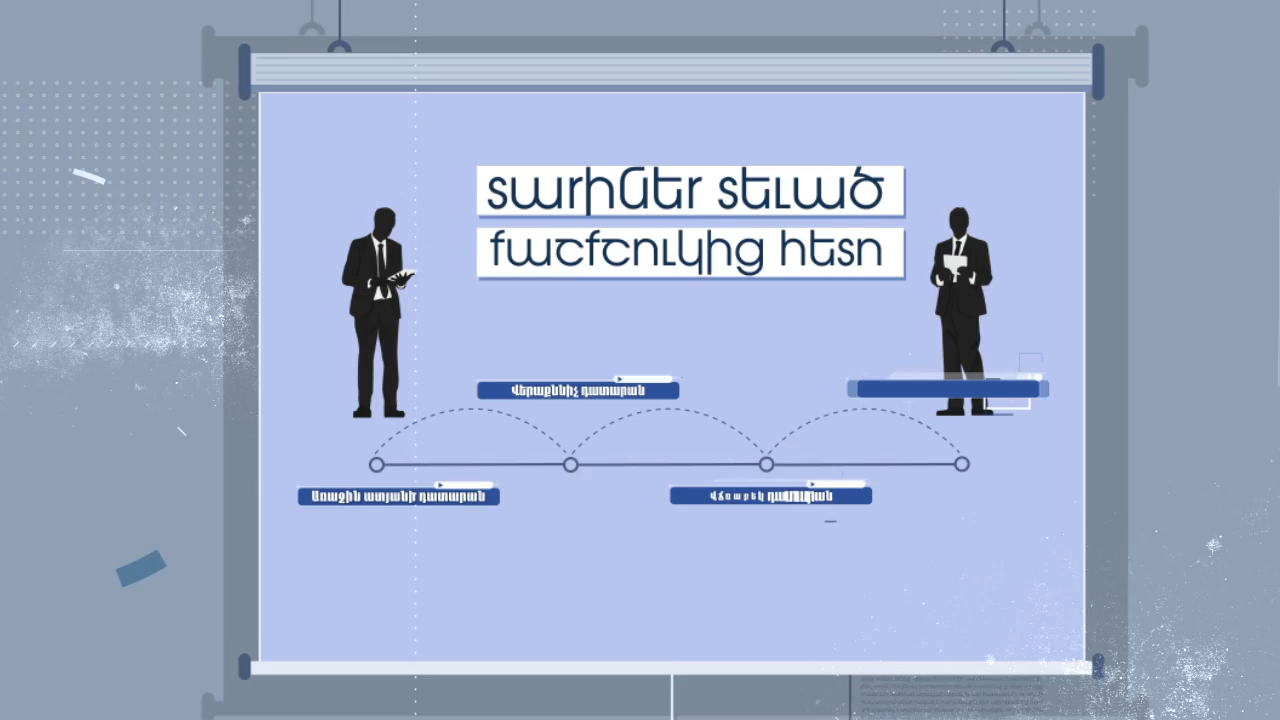 տարիներ տեւած
քաշքշուկից հետո
Վերաքննիչ դատարան
Առաջին ատյանի դատարան
Վճռաբեկ դատարան